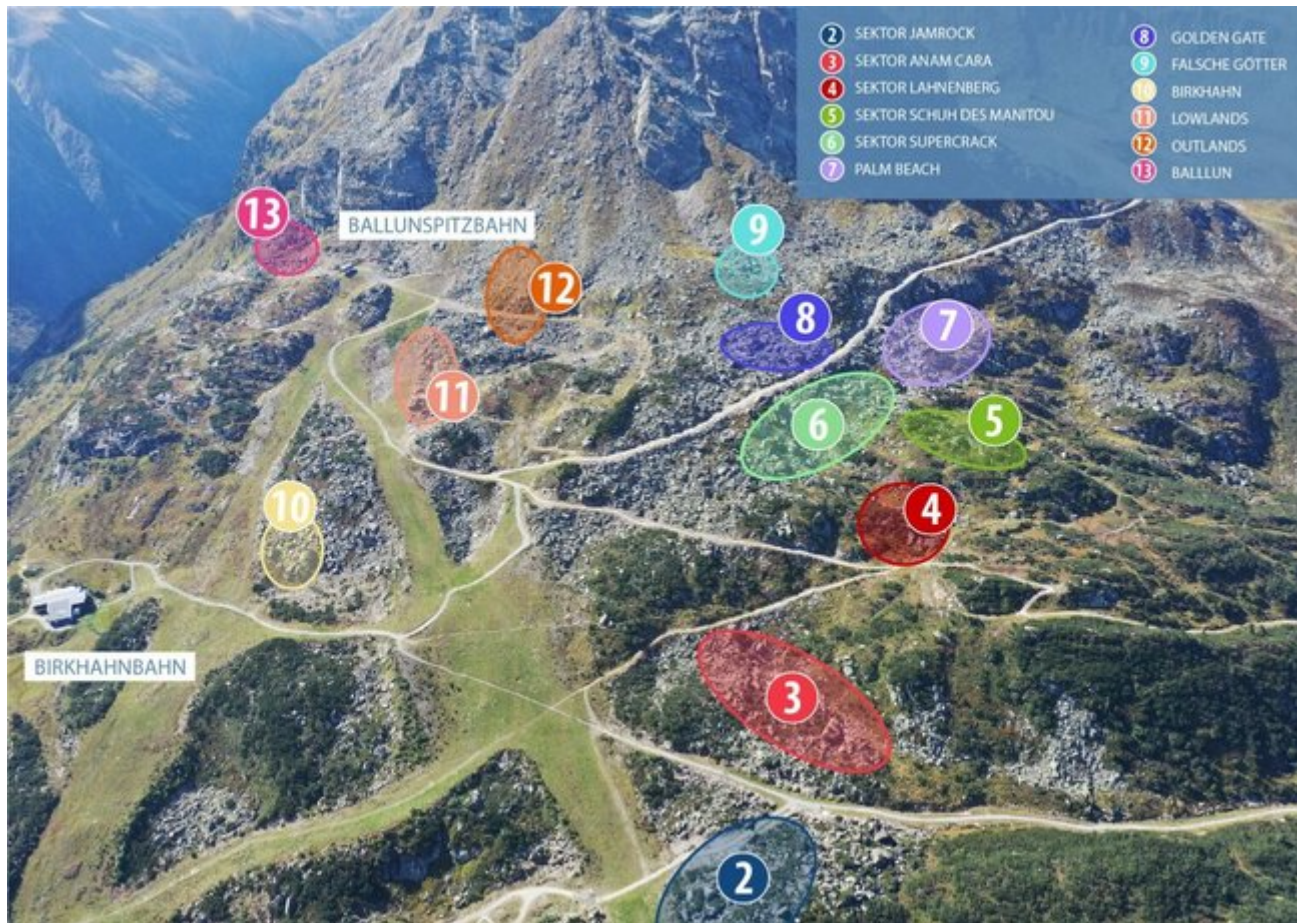 2 SEKTOR JAMROCK
3 SEKTOR ANAM CARA
4 SEKTOR LAHNENBERG
5 SEKTOR SCHUH DES MANITOU
6 SEKTOR SUPERCRACK
7 PALM BEACH
8 GOLDEN GATE
9 FALSCHE GÖTTER
10 BIRKHAHN
11 LOWLANDS
12 OUTLANDS
13 BALLLUN
13
BALLUNSPITZBAHN
9
12
8
7
11
6
5
10
4
BIRKHAHNBAHN
3
2